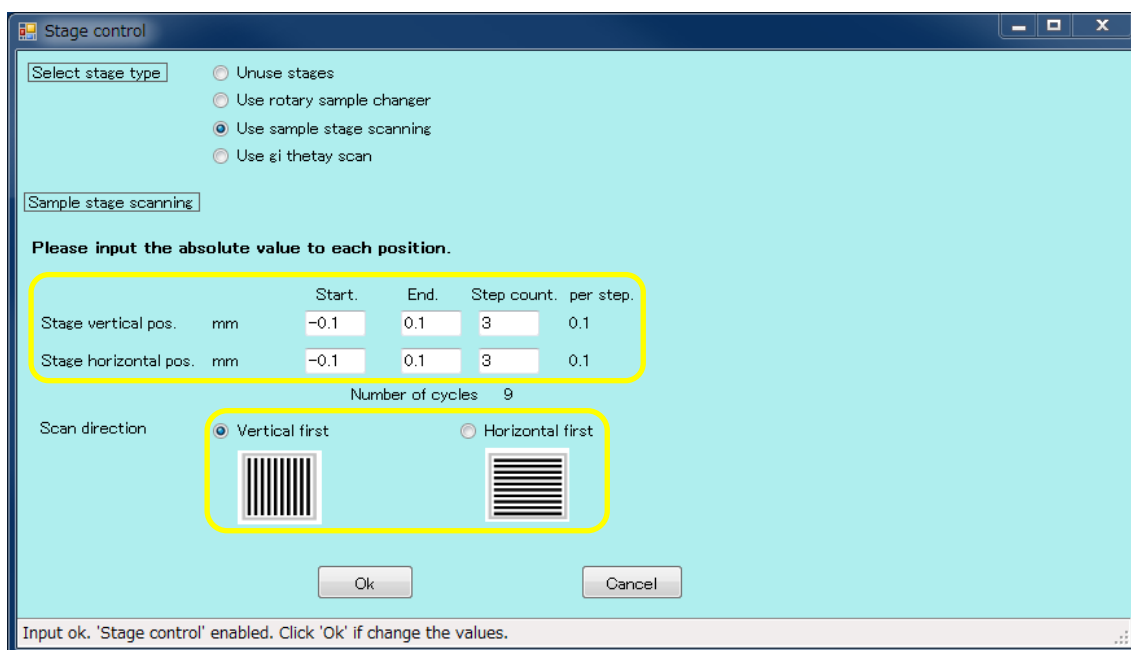 Stage control
Select stage type
Unuse stages
Use rotary sample changer
Use sample stage scanning
Use gi thetay scan
Sample stage scanning
Please input the absolute value to each position.
Start. End. Step count. per step.
Stage vertical pos. mm -0.1 0.1 3 0.1
Stage horizontal pos. mm -0.1 0.1 3 0.1
Number of cycles 9
Scan direction Vertical first Horizontal first
Ok Cancel
Input ok. 'Stage control' enabled. Click 'Ok' if change the values.